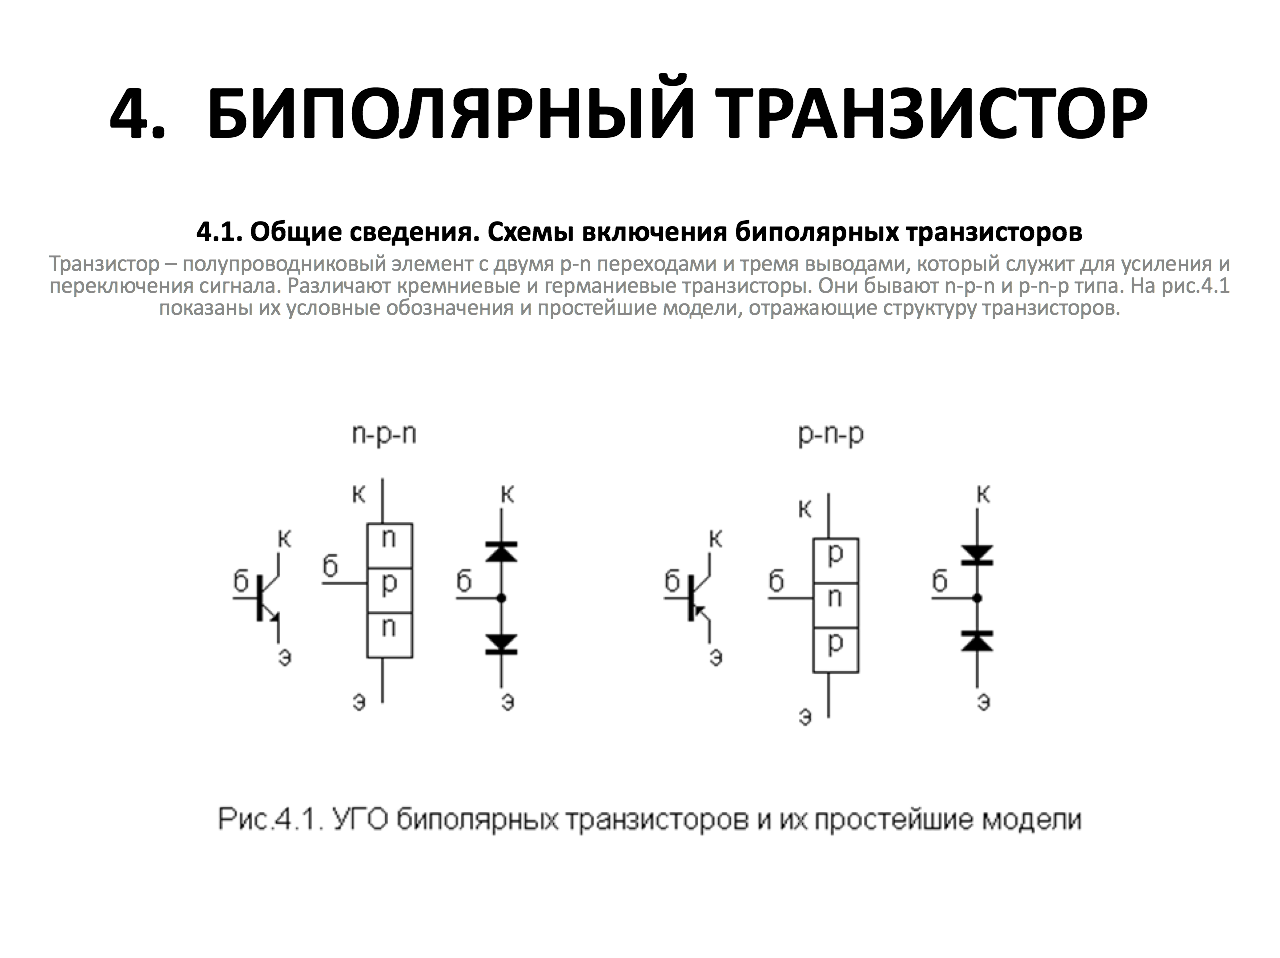 4. БИПОЛЯРНЫЙ ТРАНЗИСТОР
4.1. Общие сведения. Схемы включения биполярных транзисторов
Транзистор – полупроводниковый элемент с двумя p-n переходами и тремя выводами, который служит для усиления и
переключения сигнала. Различают кремниевые и германиевые транзисторы. Они бывают n-p-n и p-n-p типа. На рис.4.1
показаны их условные обозначения и простейшие модели, отражающие структуру транзисторов.
n-p-n
к
б
э
к
б
n
p
n
э
к
б
э
p-n-p
к
б
э
к
б
p
n
p
э
к
б
э
Рис.4.1. УГО биполярных транзисторов и их простейшие модели